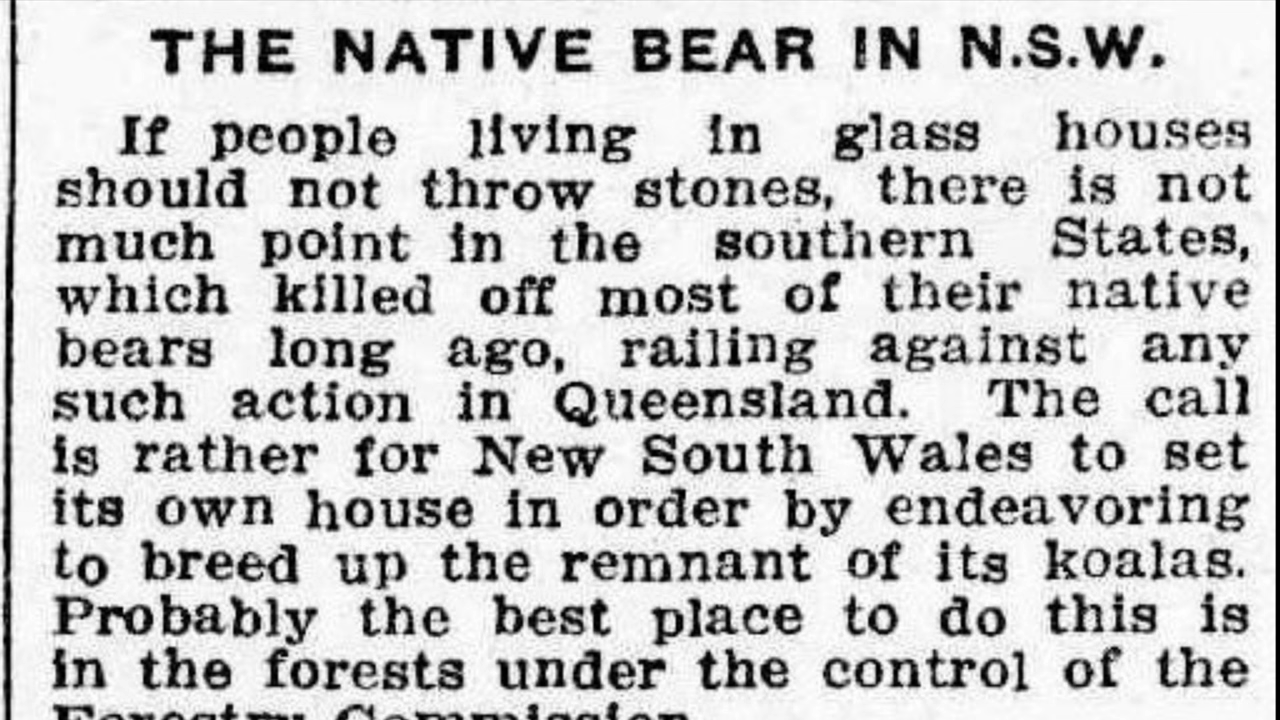 THE NATIVE BEAR IN N.S.W.
If people living in glass houses
should not throw stones, there is not
much point in the southern States,
which killed off most of their native
bears long ago, railing against any
such action in Queensland. The call
is rather for New South Wales to set
its own house in order by endeavoring
to breed up the remnant of its koalas.
Probably the best place to do this is
in the forests under the control of the
Forestry Commission.